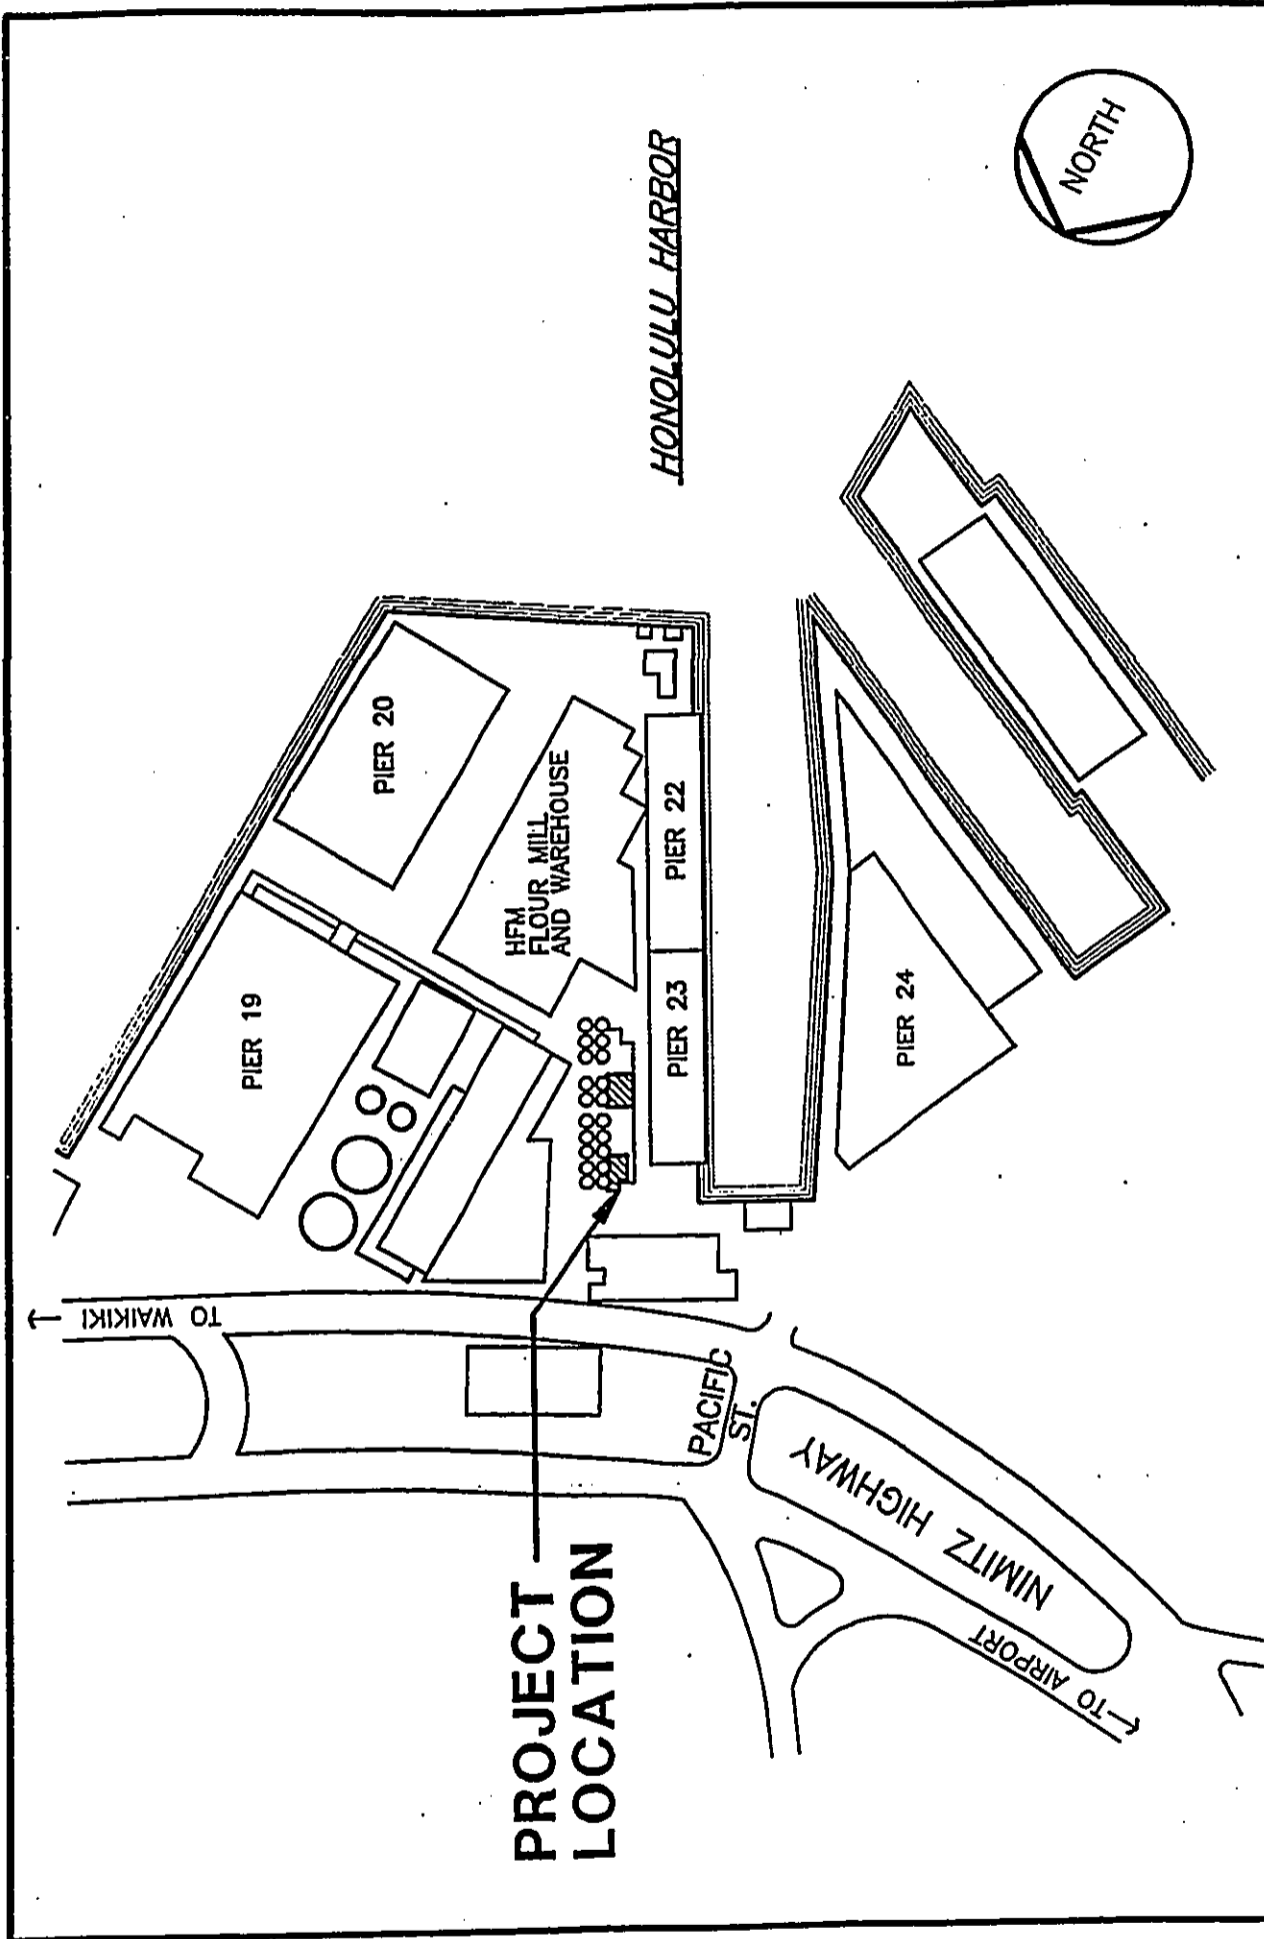 PROJECT
LOCATION
TO WAIKIKI
PACIFIC
ST.
NIMITZ HIGHWAY
TO AIRPORT
PIER 19
PIER 20
HFM
FLOUR MILL
AND WAREHOUSE
PIER 23
PIER 22
PIER 24
HONOLULU HARBOR
NORTH